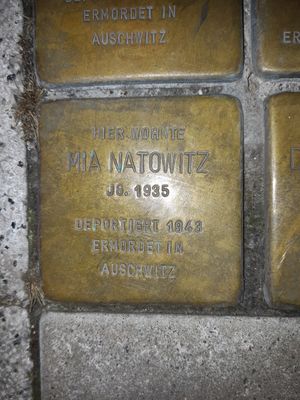 ERMORDET IN
AUSCHWITZ
HIER WOHNTE
MIA NATOWITZ
JG. 1935
DEPORTIERT 1943
ERMORDET IN
AUSCHWITZ